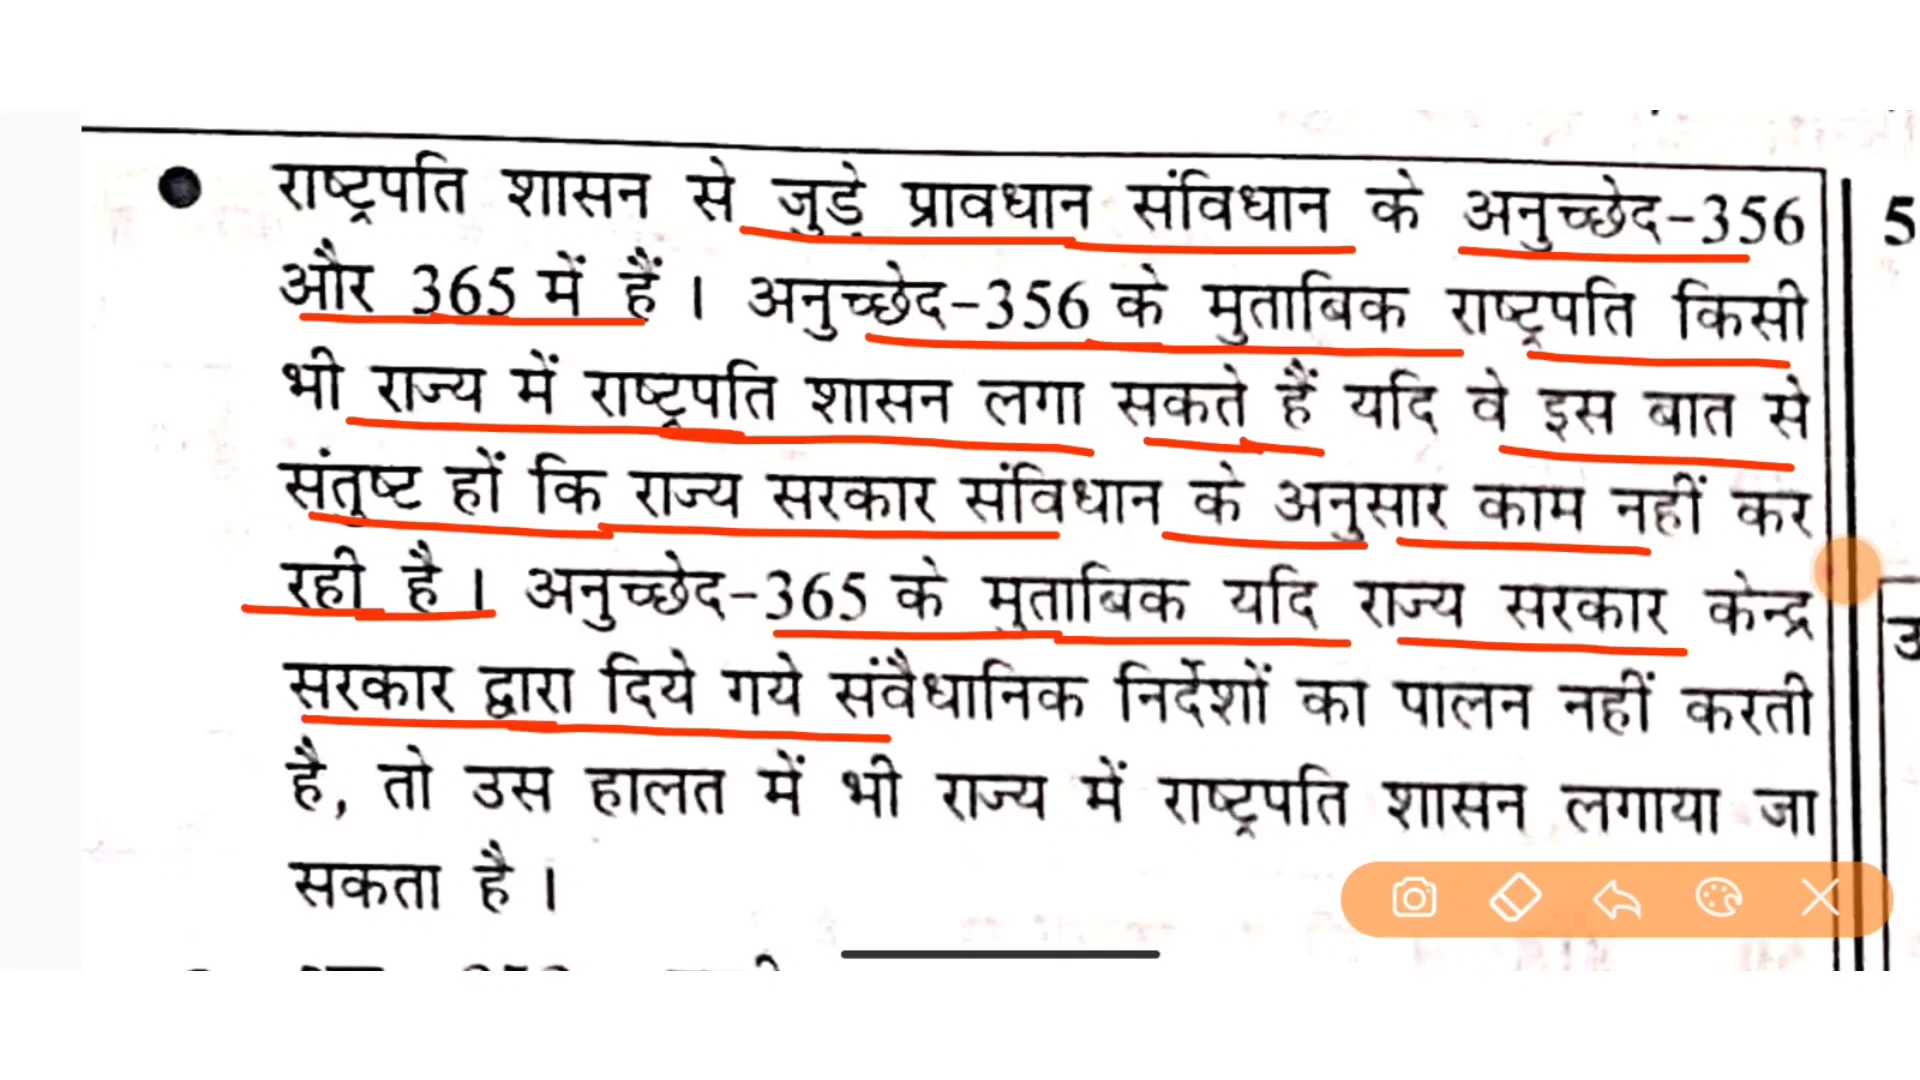 ● राष्ट्रपति शासन से जुड़े प्रावधान संविधान के अनुच्छेद-356
और 365 में हैं। अनुच्छेद-356 के मुताबिक राष्ट्रपति किसी
भी राज्य में राष्ट्रपति शासन लगा सकते हैं यदि वे इस बात से
संतुष्ट हों कि राज्य सरकार संविधान के अनुसार काम नहीं कर
रही है। अनुच्छेद-365 के मुताबिक यदि राज्य सरकार केन्द्र
सरकार द्वारा दिये गये संवैधानिक निर्देशों का पालन नहीं करती
है, तो उस हालत में भी राज्य में राष्ट्रपति शासन लगाया जा
सकता है।
5